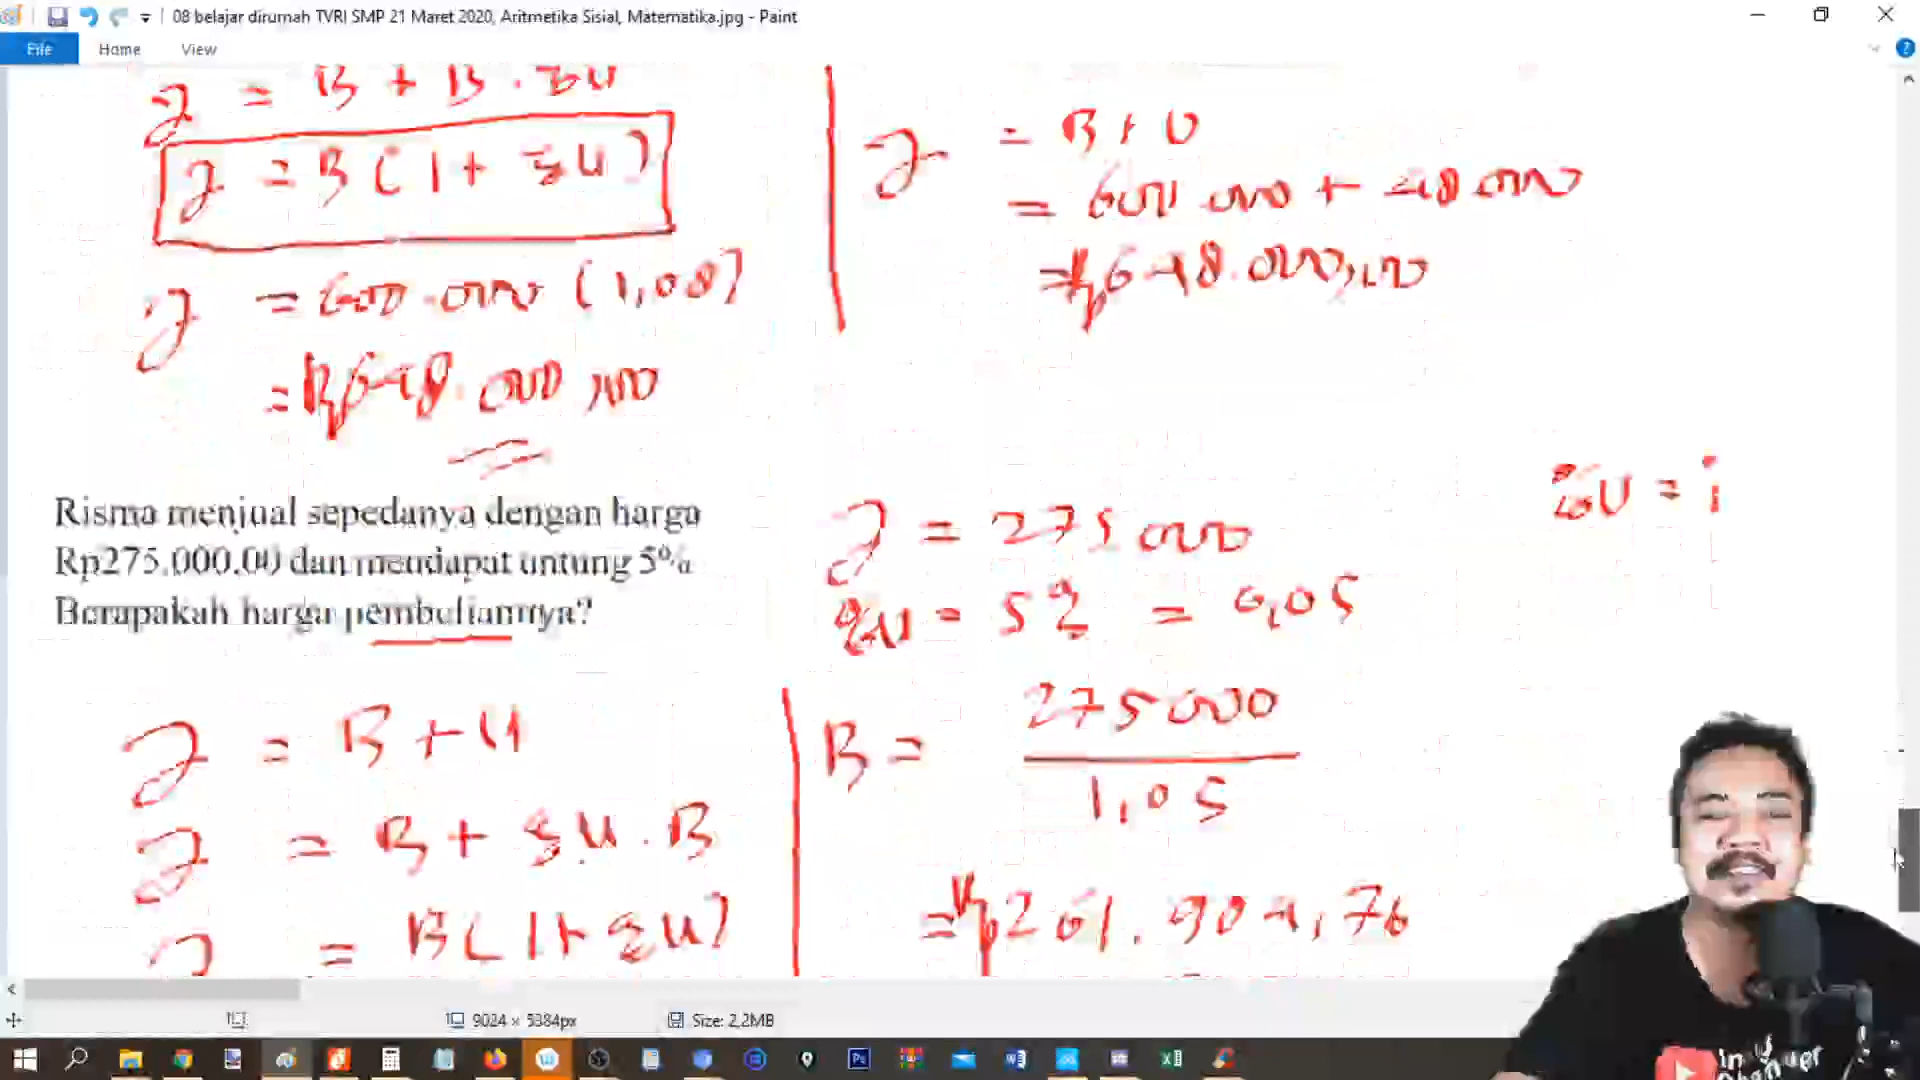 08 belajar dirumah TVRI SMP 21 Maret 2020, Aritmetika Sisial, Matematika.jpg - Paint
File Home View
J = B + B . %U
J = B ( 1 + %U )
J = 600.000 ( 1,08 )
= Rp648.000,00
J = B + U
= 600 000 + 48 000
= Rp648.000,00
Risma menjual sepedanya dengan harga
Rp275.000,00 dan mendapat untung 5%
Berapakah harga pembeliannya?
J = 275 000
%U = 5% = 0,05
%U = i
J = B + U
J = B + %U . B
J = B ( 1 + %U )
B = 275 000
1,05
= Rp261.904,76
9024 × 5384px
Size: 2,2MB